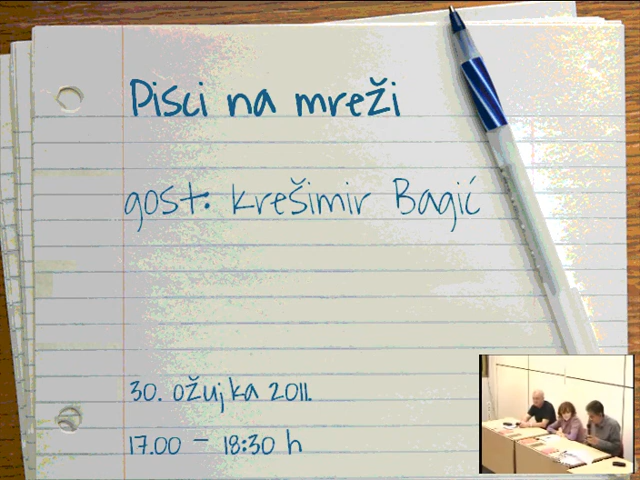 Pisci na mreži
gost: Krešimir Bagić
30. ožujka 2011.
17.00 – 18:30 h